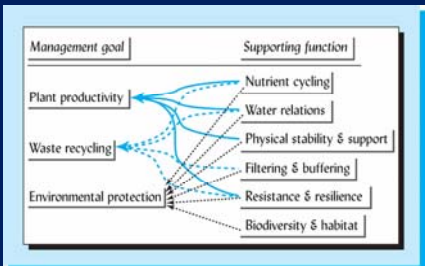 Management goal
Supporting function
Plant productivity
Waste recycling
Environmental protection
Nutrient cycling
Water relations
Physical stability & support
Filtering & buffering
Resistance & resilience
Biodiversity & habitat